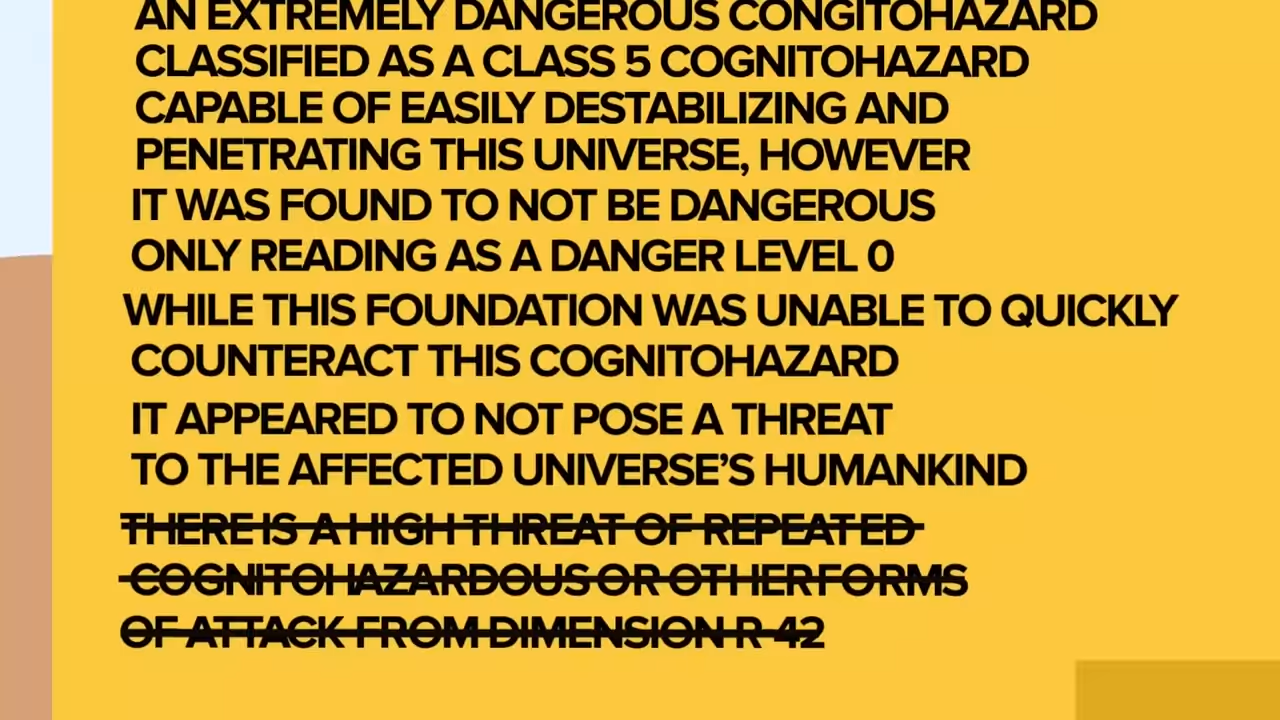 AN EXTREMELY DANGEROUS CONGITOHAZARD
CLASSIFIED AS A CLASS 5 COGNITOHAZARD
CAPABLE OF EASILY DESTABILIZING AND
PENETRATING THIS UNIVERSE, HOWEVER
IT WAS FOUND TO NOT BE DANGEROUS
ONLY READING AS A DANGER LEVEL 0
WHILE THIS FOUNDATION WAS UNABLE TO QUICKLY
COUNTERACT THIS COGNITOHAZARD
IT APPEARED TO NOT POSE A THREAT
TO THE AFFECTED UNIVERSE’S HUMANKIND
THERE IS A HIGH THREAT OF REPEATED
COGNITOHAZARDOUS OR OTHER FORMS
OF ATTACK FROM DIMENSION R-42